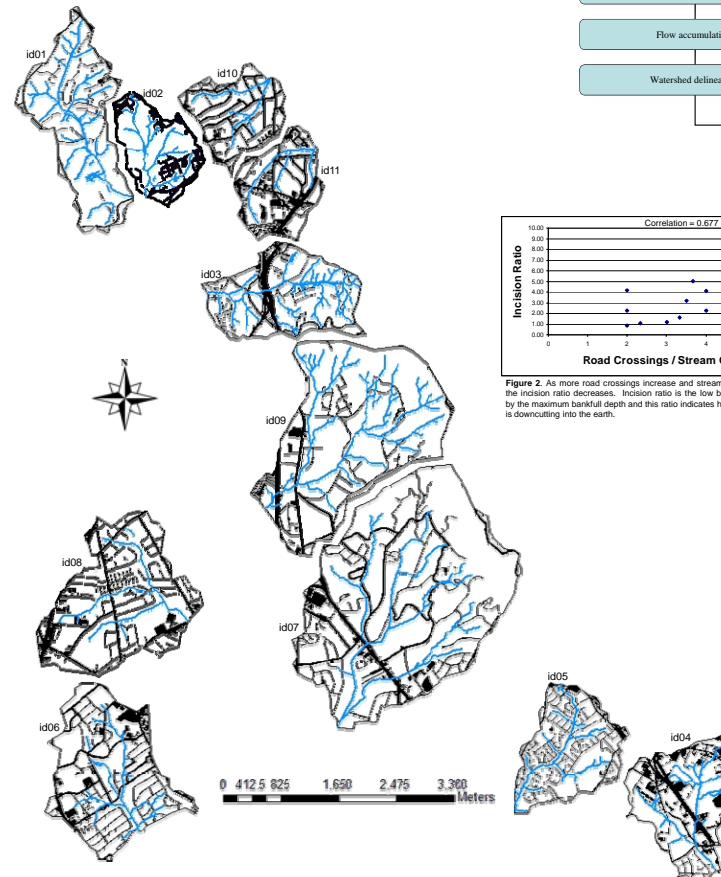 Flow accumulati
Watershed delinea
id01
id02
id10
id11
id03
id09
id08
id07
id06
id05
id04
N
0 412.5 825 1,650 2,475 3,300
Meters
Correlation = 0.677
Incision Ratio
10.00
9.00
8.00
7.00
6.00
5.00
4.00
3.00
2.00
1.00
0.00
0 1 2 3 4
Road Crossings / Stream
Figure 2. As more road crossings increase and stream
the incision ratio decreases. Incision ratio is the low b
by the maximum bankfull depth and this ratio indicates h
is downcutting into the earth.